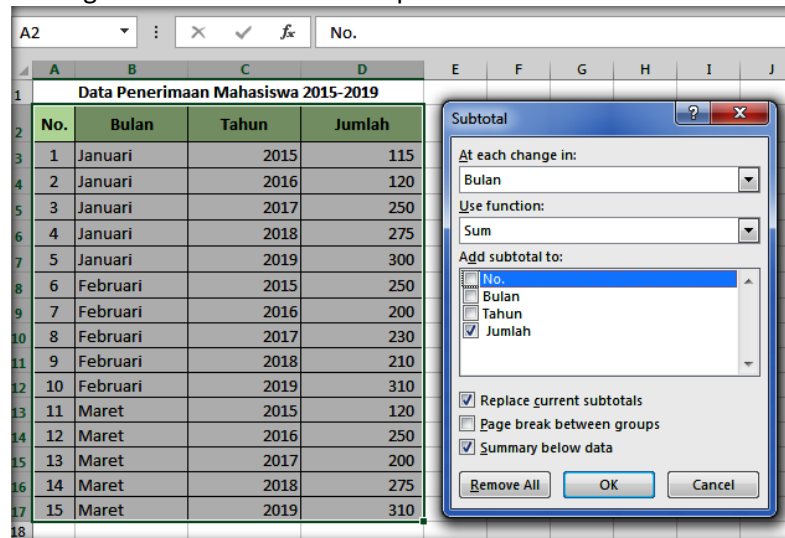 A2 fx No.
A B C D E F G H I J
1 Data Penerimaan Mahasiswa 2015-2019
2 No. Bulan Tahun Jumlah
3 1 Januari 2015 115
4 2 Januari 2016 120
5 3 Januari 2017 250
6 4 Januari 2018 275
7 5 Januari 2019 300
8 6 Februari 2015 250
9 7 Februari 2016 200
10 8 Februari 2017 230
11 9 Februari 2018 210
12 10 Februari 2019 310
13 11 Maret 2015 120
14 12 Maret 2016 250
15 13 Maret 2017 200
16 14 Maret 2018 275
17 15 Maret 2019 310
18
Subtotal ? X
At each change in:
Bulan
Use function:
Sum
Add subtotal to:
No.
Bulan
Tahun
Jumlah
Replace current subtotals
Page break between groups
Summary below data
Remove All OK Cancel